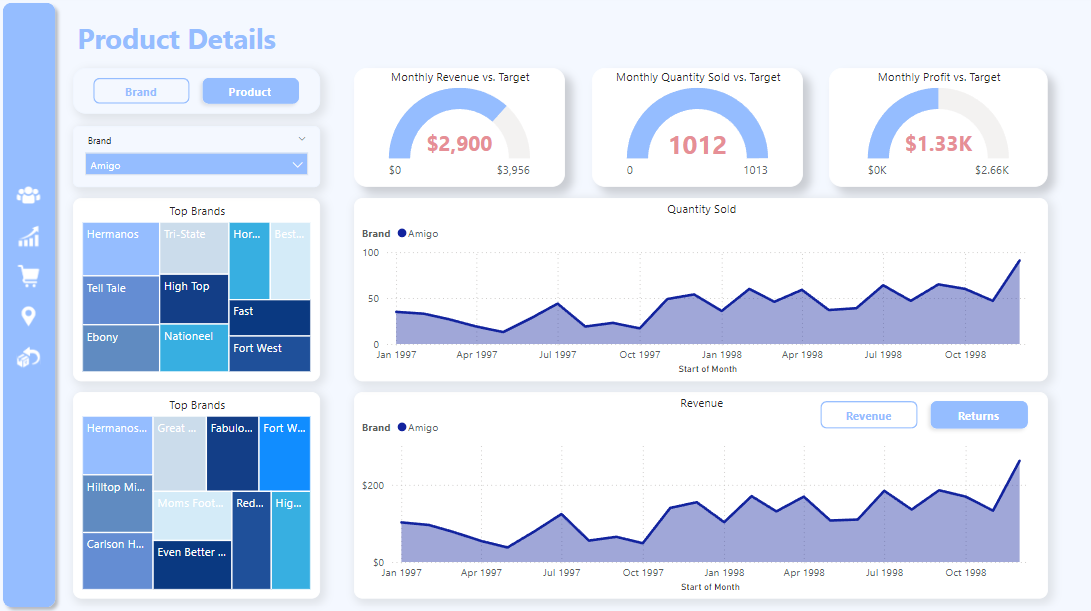 Product Details
Brand
Product
Brand
Amigo
Monthly Revenue vs. Target
$2,900
$0
$3,956
Monthly Quantity Sold vs. Target
1012
0
1013
Monthly Profit vs. Target
$1.33K
$0K
$2.66K
Top Brands
Hermanos
Tri-State
Hor...
Best...
Tell Tale
High Top
Fast
Ebony
Nationeel
Fort West
Quantity Sold
Brand
Amigo
100
50
0
Jan 1997
Apr 1997
Jul 1997
Oct 1997
Jan 1998
Apr 1998
Jul 1998
Oct 1998
Start of Month
Top Brands
Hermanos...
Great ...
Fabulo...
Fort W...
Hilltop Mi...
Moms Foot...
Red...
Hig...
Carlson H...
Even Better ...
Revenue
Revenue
Returns
Brand
Amigo
$200
$0
Jan 1997
Apr 1997
Jul 1997
Oct 1997
Jan 1998
Apr 1998
Jul 1998
Oct 1998
Start of Month